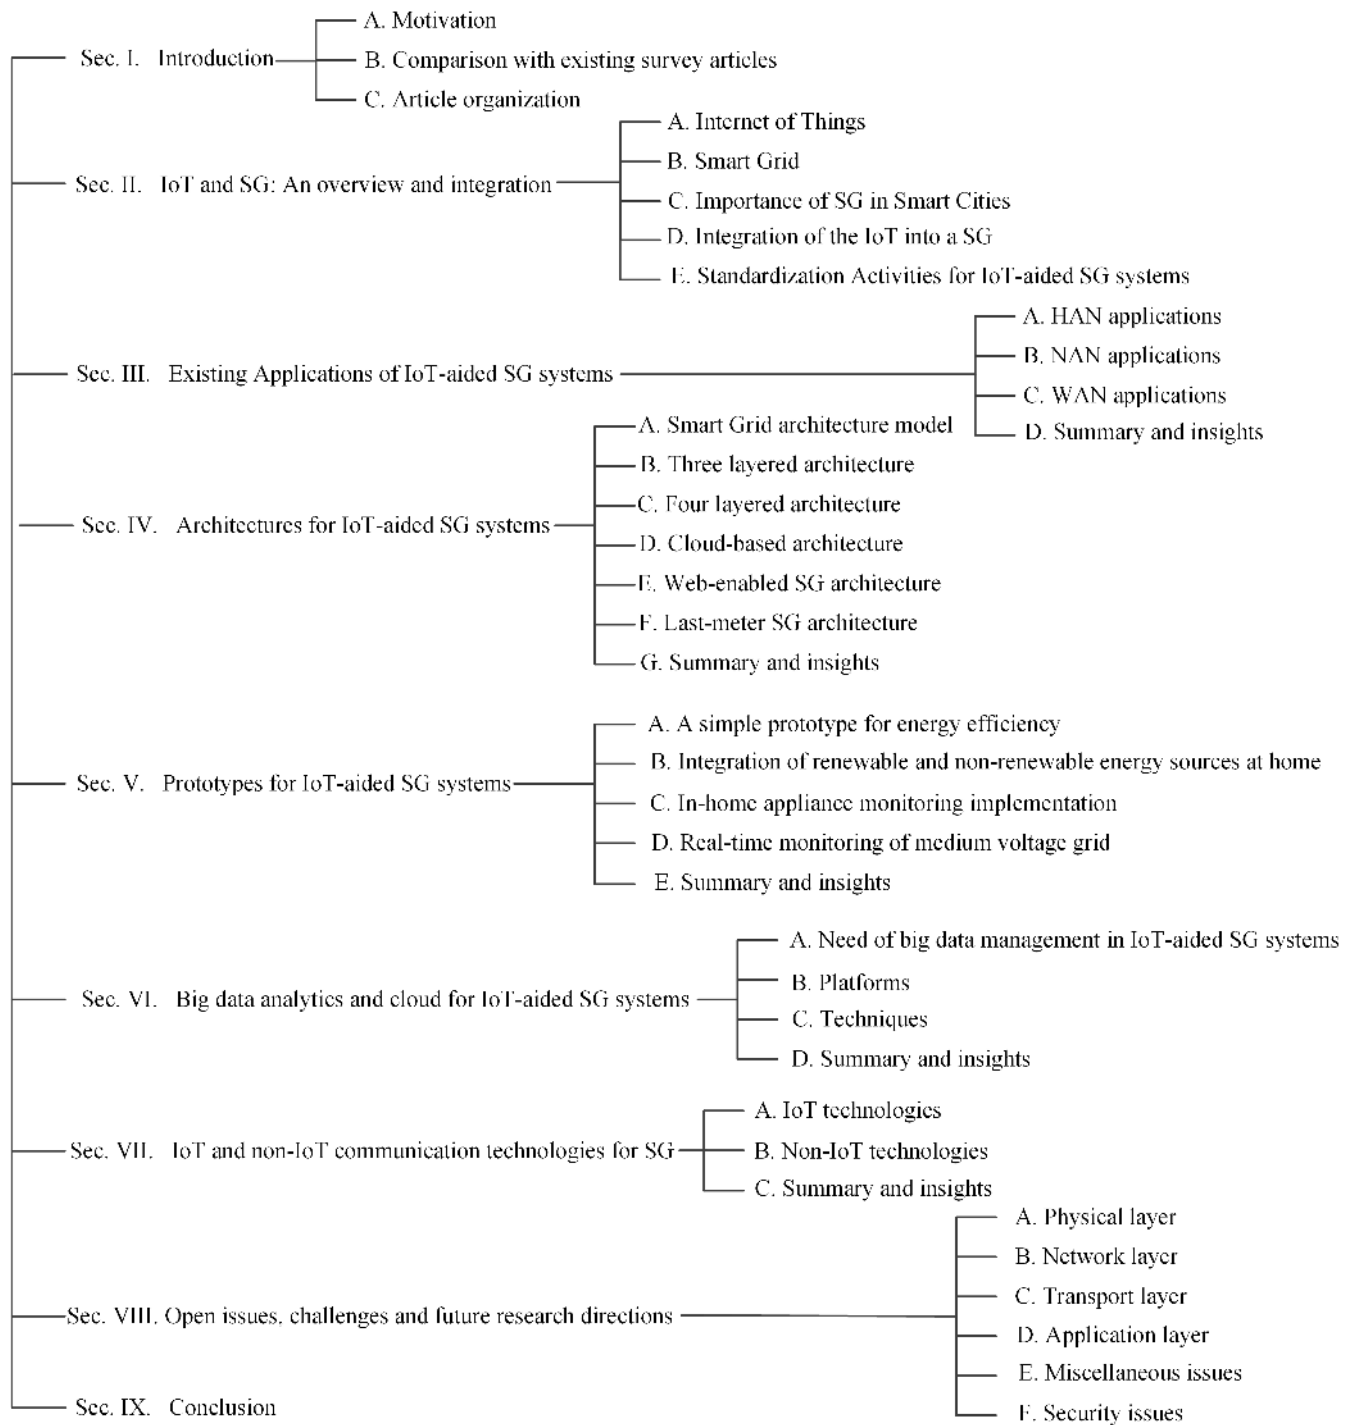 Sec. I. Introduction
A. Motivation
B. Comparison with existing survey articles
C. Article organization
Sec. II. IoT and SG: An overview and integration
A. Internet of Things
B. Smart Grid
C. Importance of SG in Smart Cities
D. Integration of the IoT into a SG
E. Standardization Activities for IoT-aided SG systems
Sec. III. Existing Applications of IoT-aided SG systems
A. HAN applications
B. NAN applications
C. WAN applications
D. Summary and insights
Sec. IV. Architectures for IoT-aided SG systems
A. Smart Grid architecture model
B. Three layered architecture
C. Four layered architecture
D. Cloud-based architecture
E. Web-enabled SG architecture
F. Last-meter SG architecture
G. Summary and insights
Sec. V. Prototypes for IoT-aided SG systems
A. A simple prototype for energy efficiency
B. Integration of renewable and non-renewable energy sources at home
C. In-home appliance monitoring implementation
D. Real-time monitoring of medium voltage grid
E. Summary and insights
Sec. VI. Big data analytics and cloud for IoT-aided SG systems
A. Need of big data management in IoT-aided SG systems
B. Platforms
C. Techniques
D. Summary and insights
Sec. VII. IoT and non-IoT communication technologies for SG
A. IoT technologies
B. Non-IoT technologies
C. Summary and insights
Sec. VIII. Open issues, challenges and future research directions
A. Physical layer
B. Network layer
C. Transport layer
D. Application layer
E. Miscellaneous issues
F. Security issues
Sec. IX. Conclusion